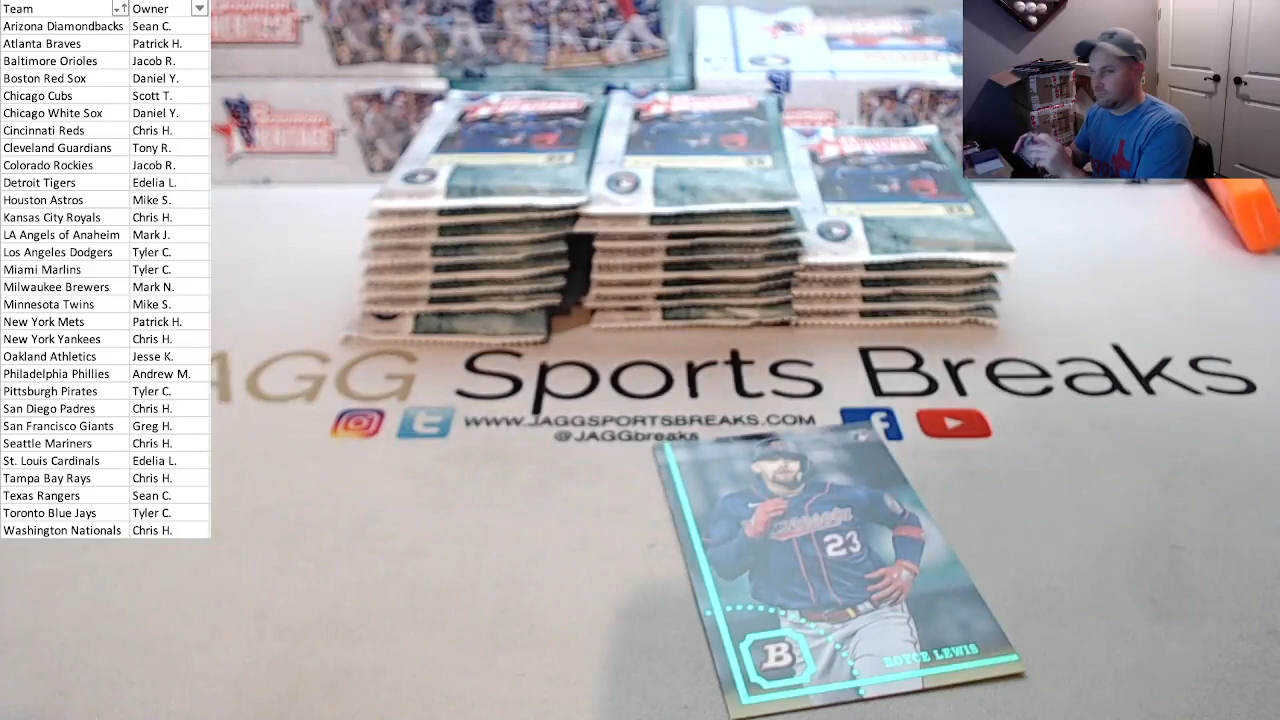 Team Owner
Arizona Diamondbacks Sean C.
Atlanta Braves Patrick H.
Baltimore Orioles Jacob R.
Boston Red Sox Daniel Y.
Chicago Cubs Scott T.
Chicago White Sox Daniel Y.
Cincinnati Reds Chris H.
Cleveland Guardians Tony R.
Colorado Rockies Jacob R.
Detroit Tigers Edelia L.
Houston Astros Mike S.
Kansas City Royals Chris H.
LA Angels of Anaheim Mark J.
Los Angeles Dodgers Tyler C.
Miami Marlins Tyler C.
Milwaukee Brewers Mark N.
Minnesota Twins Mike S.
New York Mets Patrick H.
New York Yankees Chris H.
Oakland Athletics Jesse K.
Philadelphia Phillies Andrew M.
Pittsburgh Pirates Tyler C.
San Diego Padres Chris H.
San Francisco Giants Greg H.
Seattle Mariners Chris H.
St. Louis Cardinals Edelia L.
Tampa Bay Rays Chris H.
Texas Rangers Sean C.
Toronto Blue Jays Tyler C.
Washington Nationals Chris H.
HERITAGE
AGG Sports Breaks
WWW.JAGGSPORTSBREAKS.COM
@JAGGbreaks
23
B
ROYCE LEWIS